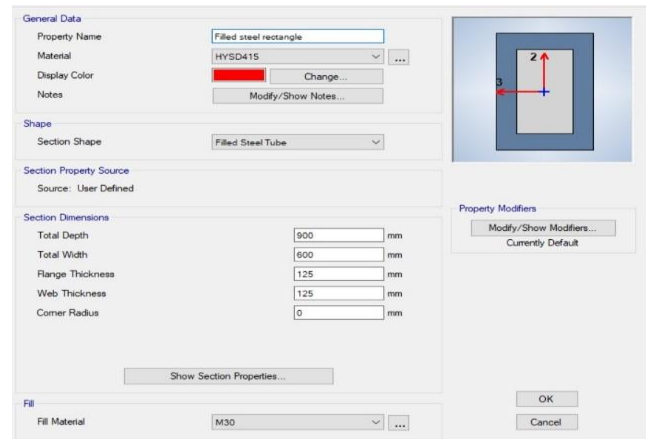 General Data
Property Name Filled steel rectangle
Material HYSD415 ...
Display Color Change...
Notes Modify/Show Notes...
Shape
Section Shape Filled Steel Tube
Section Property Source
Source: User Defined
Section Dimensions
Total Depth 900 mm
Total Width 600 mm
Flange Thickness 125 mm
Web Thickness 125 mm
Corner Radius 0 mm
Show Section Properties...
Fill
Fill Material M30 ...
2
3
Property Modifiers
Modify/Show Modifiers...
Currently Default
OK
Cancel